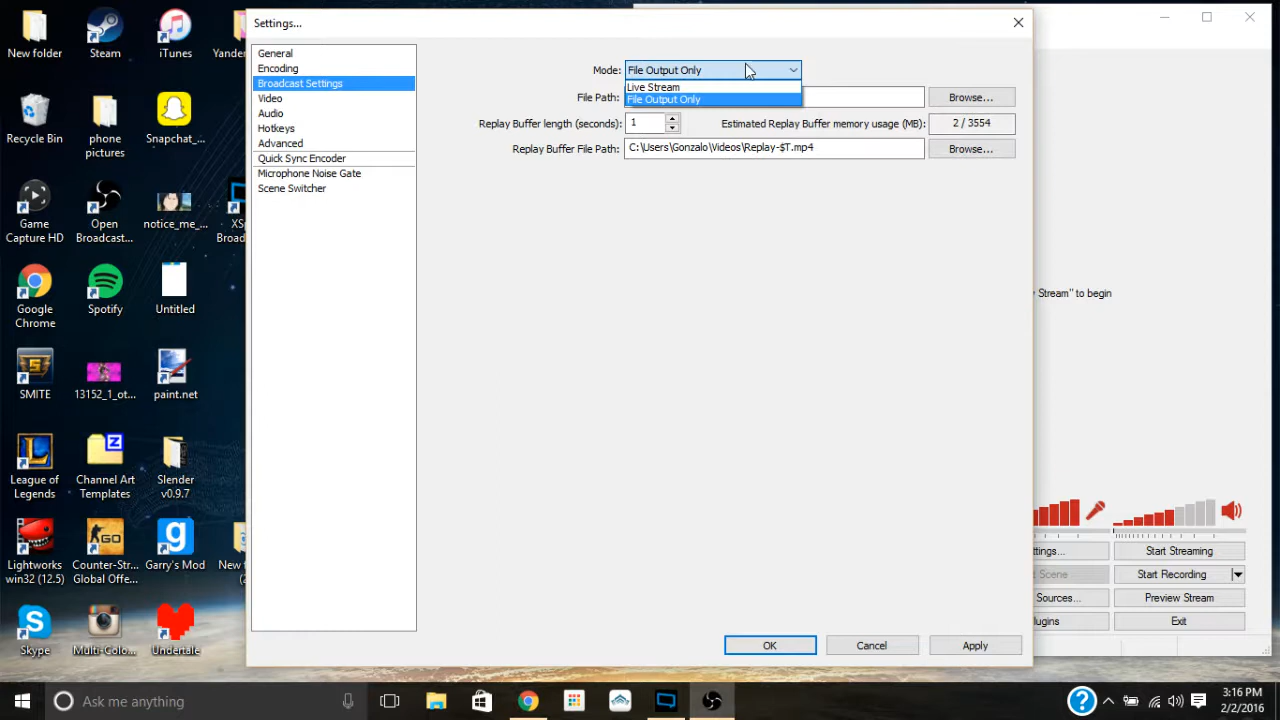 Settings...
General
Encoding
Broadcast Settings
Video
Audio
Hotkeys
Advanced
Quick Sync Encoder
Microphone Noise Gate
Scene Switcher
Mode: File Output Only
Live Stream
File Output Only
File Path: Browse...
Replay Buffer length (seconds): 1 Estimated Replay Buffer memory usage (MB): 2 / 3554
Replay Buffer File Path: C:\Users\Gonzalo\Videos\Replay-$T.mp4 Browse...
OK Cancel Apply
New folder
Steam
iTunes
Yander
Recycle Bin
phone
pictures
Snapchat_...
Game
Capture HD
Open
Broadcast...
notice_me_...
XSp
Broad
Google
Chrome
Spotify
Untitled
SMITE
13152_1_ot...
paint.net
League of
Legends
Channel Art
Templates
Slender
v0.9.7
Lightworks
win32 (12.5)
Counter-Str...
Global Offe...
GO
Garry's Mod
New f
(2
Skype
Multi-Colo...
Undertale
Stream" to begin
ttings... Start Streaming
Scene Start Recording
Sources... Preview Stream
lugins Exit
Ask me anything
3:16 PM
2/2/2016